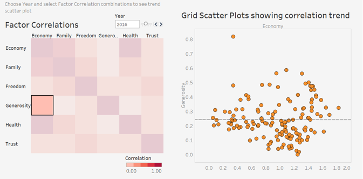 Choose Year and select Factor Correlations combinations to see trend
scatter plot
Factor Correlations
Year
2016
Economy Family Freedom Genero.. Health Trust
Economy
Family
Freedom
Generosity
Health
Trust
Correlation
0.00 1.00
Grid Scatter Plots showing correlation trend
Economy
Generosity
0.8
0.7
0.6
0.5
0.4
0.3
0.2
0.1
0.0
0.0 0.2 0.4 0.6 0.8 1.0 1.2 1.4 1.6 1.8 2.0